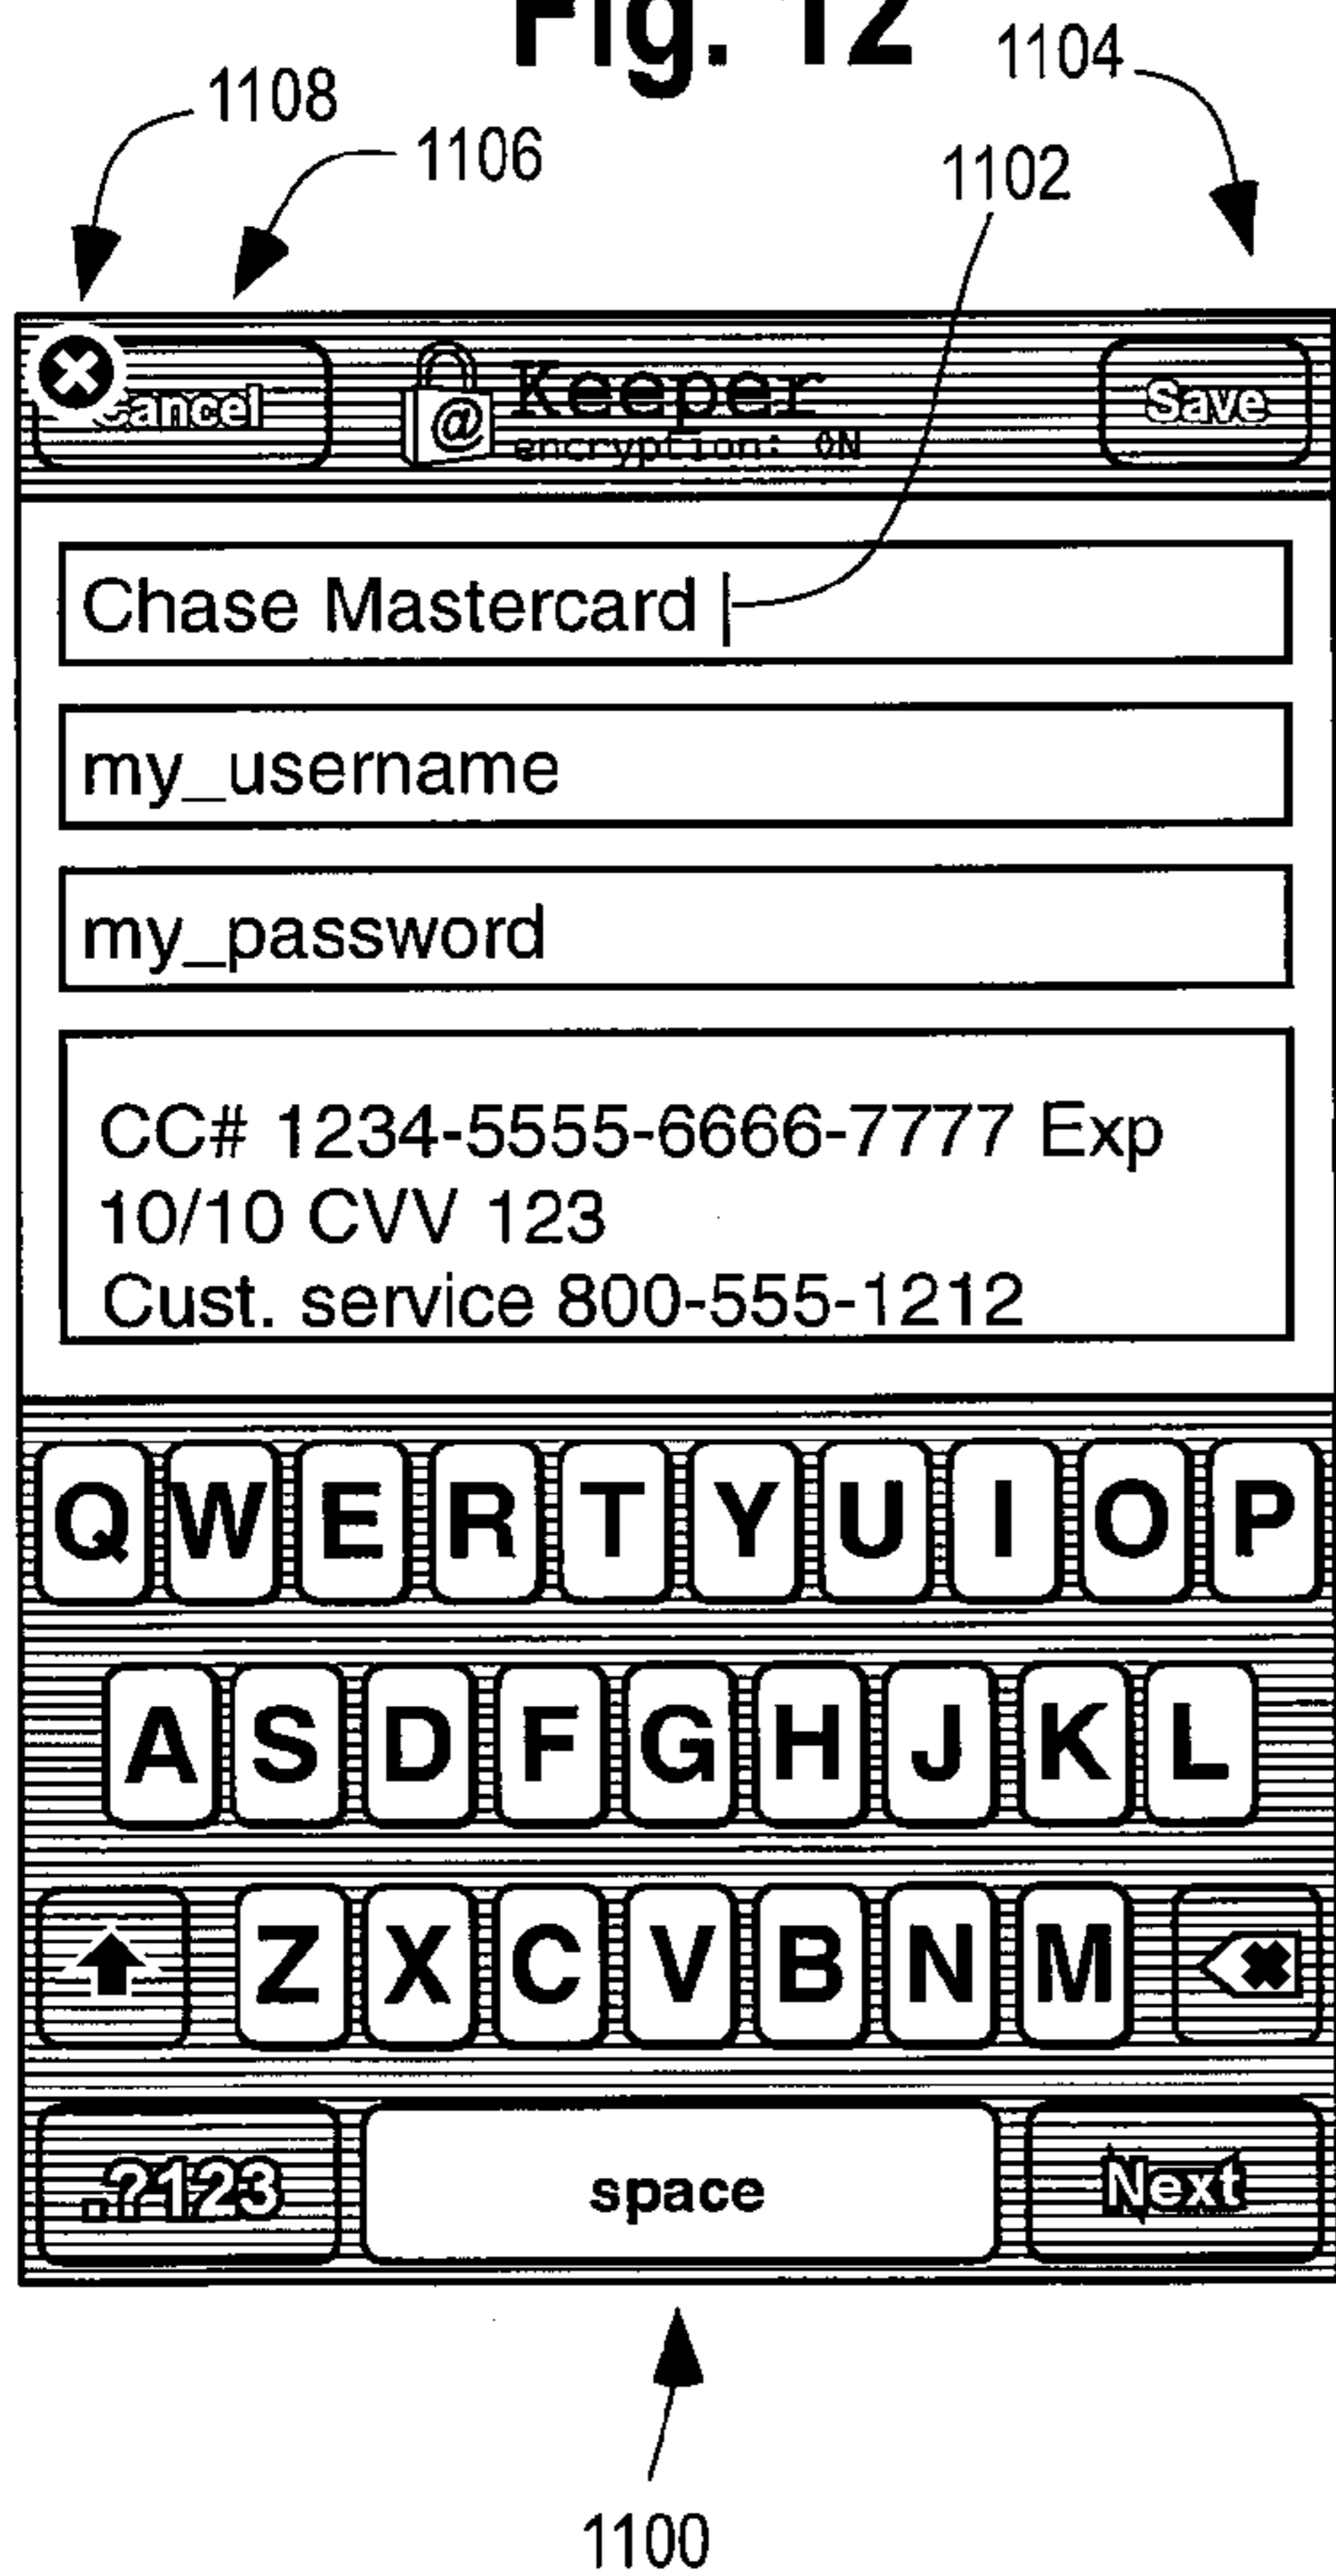 Fig. 12
1104
1108
1106
1102
Cancel
@
Keeper
encryption: ON
Save
Chase Mastercard
my_username
my_password
CC# 1234-5555-6666-7777 Exp
10/10 CVV 123
Cust. service 800-555-1212
Q W E R T Y U I O P
A S D F G H J K L
Z X C V B N M
.?123 space Next
1100